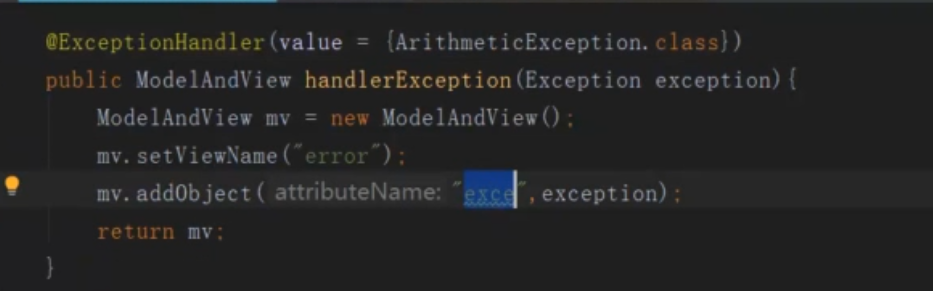 @ExceptionHandler(value = {ArithmeticException.class})
public ModelAndView handlerException(Exception exception){
ModelAndView mv = new ModelAndView();
mv.setViewName("error");
mv.addObject( attributeName: "exce",exception);
return mv;
}